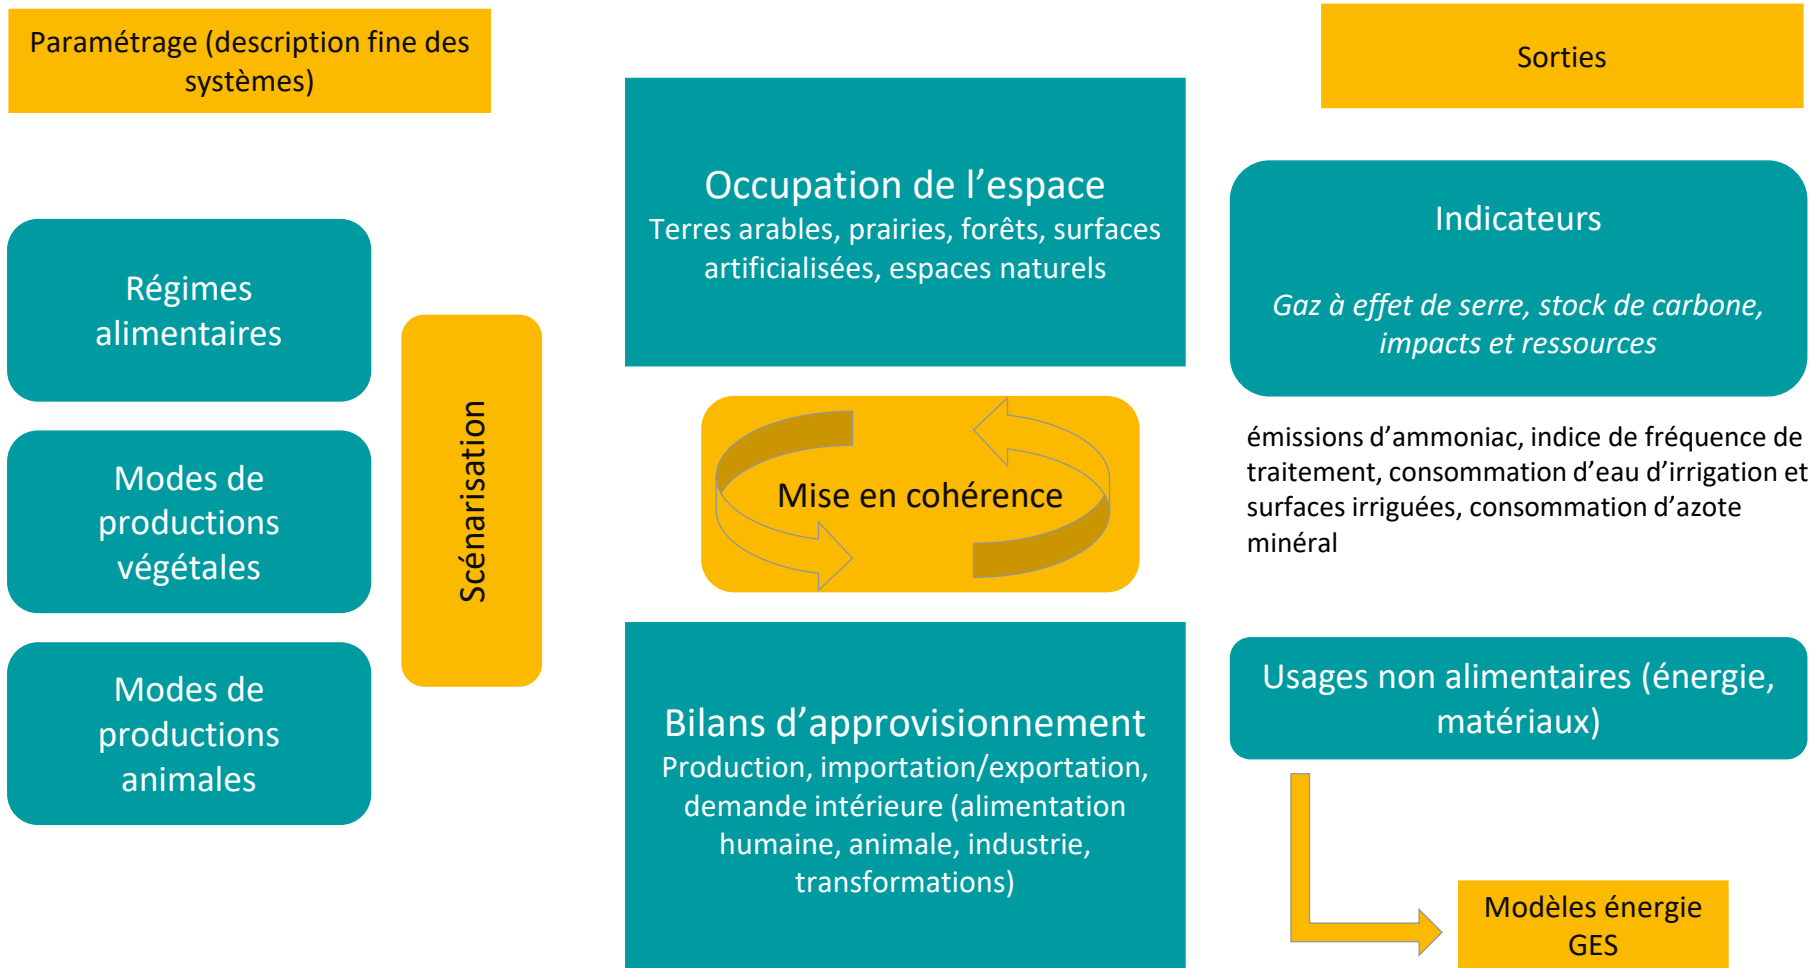 Paramétrage (description fine des
systèmes)
Régimes
alimentaires
Modes de
productions
végétales
Modes de
productions
animales
Scénarisation
Occupation de l’espace
Terres arables, prairies, forêts, surfaces
artificialisées, espaces naturels
Mise en cohérence
Bilans d’approvisionnement
Production, importation/exportation,
demande intérieure (alimentation
humaine, animale, industrie,
transformations)
Sorties
Indicateurs
Gaz à effet de serre, stock de carbone,
impacts et ressources
émissions d’ammoniac, indice de fréquence de
traitement, consommation d’eau d’irrigation et
surfaces irriguées, consommation d’azote
minéral
Usages non alimentaires (énergie,
matériaux)
Modèles énergie
GES